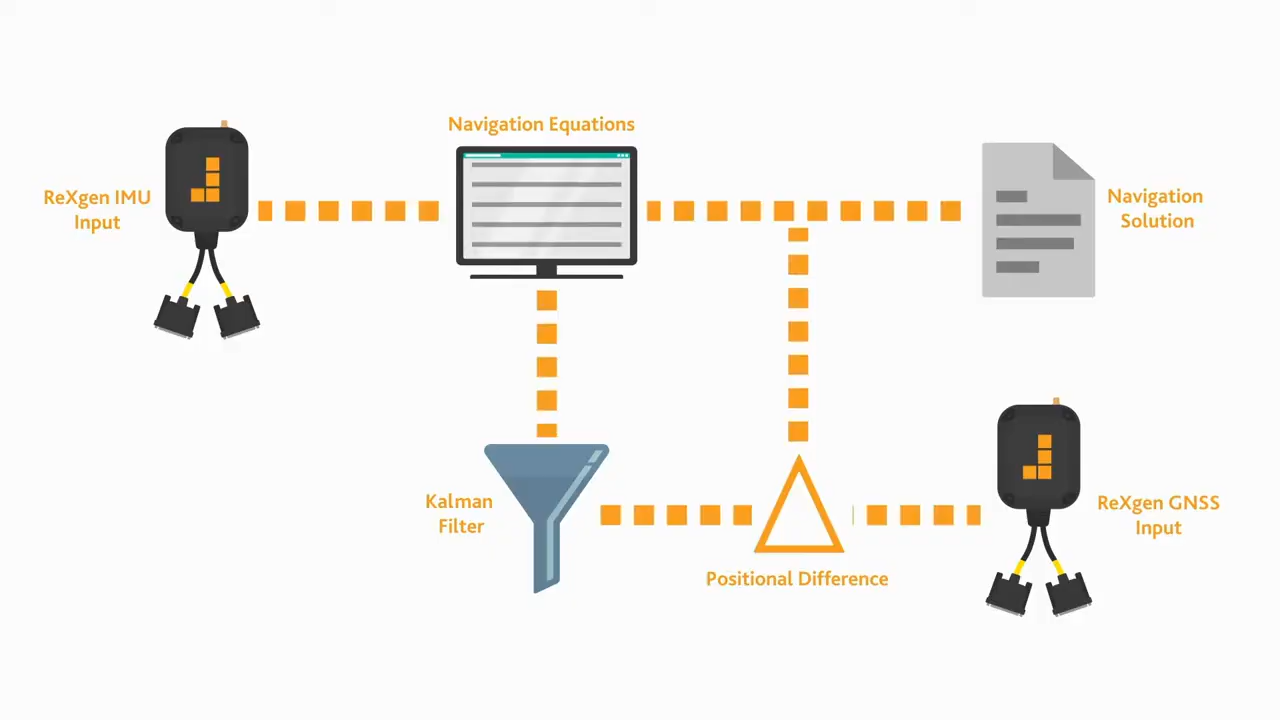 Navigation Equations
ReXgen IMU
Input
Navigation
Solution
Kalman
Filter
ReXgen GNSS
Input
Positional Difference